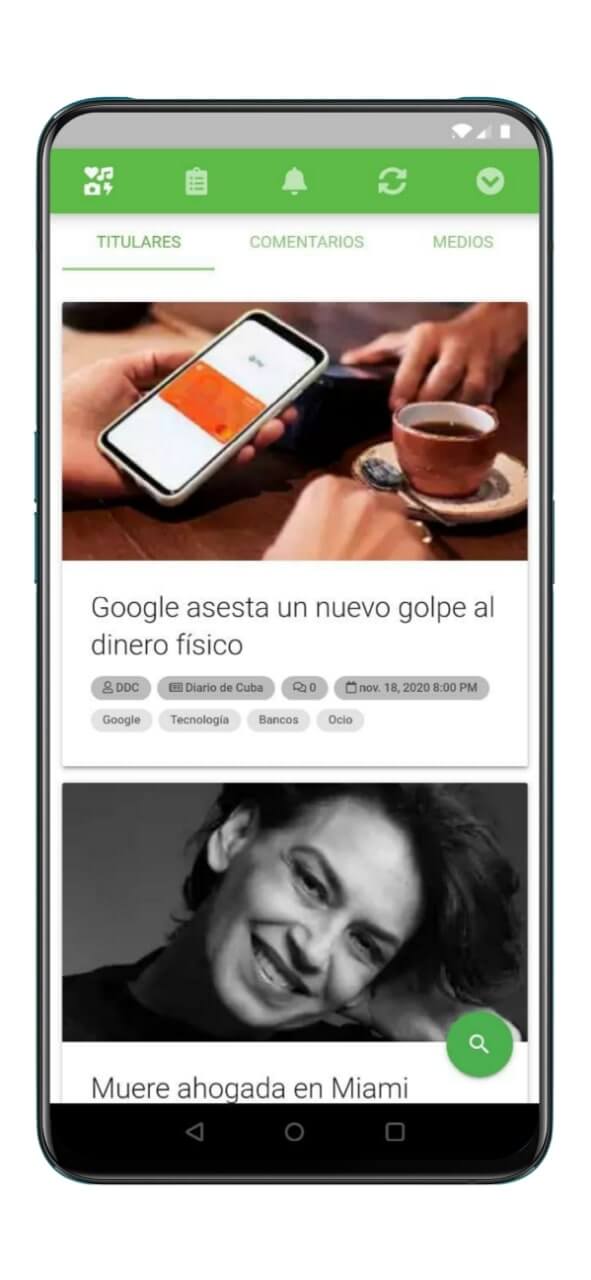 TITULARES COMENTARIOS MEDIOS
Google asesta un nuevo golpe al
dinero físico
DDC Diario de Cuba 0 nov. 18, 2020 8:00 PM
Google Tecnología Bancos Ocio
Muere ahogada en Miami